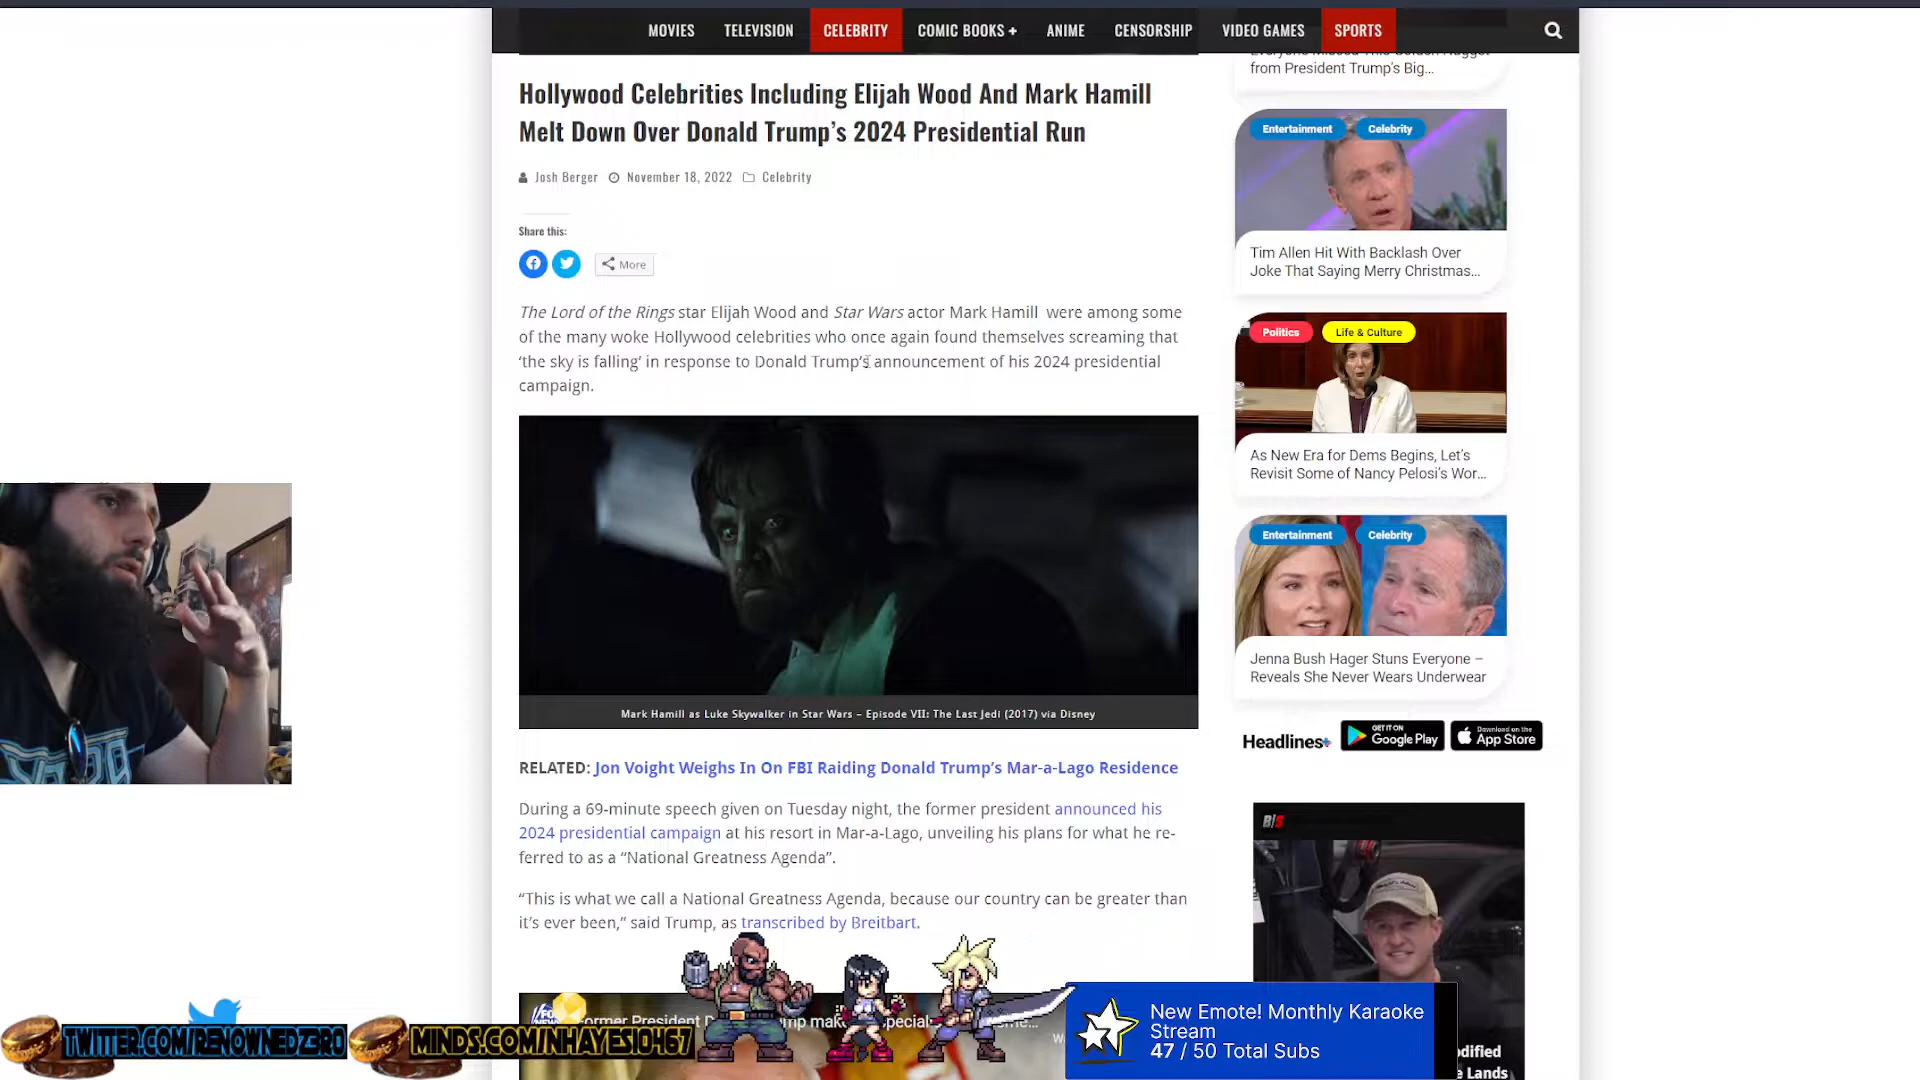 MOVIES TELEVISION CELEBRITY COMIC BOOKS + ANIME CENSORSHIP VIDEO GAMES SPORTS
Hollywood Celebrities Including Elijah Wood And Mark Hamill
Melt Down Over Donald Trump's 2024 Presidential Run
Josh Berger November 18, 2022 Celebrity
Share this:
More
The Lord of the Rings star Elijah Wood and Star Wars actor Mark Hamill were among some
of the many woke Hollywood celebrities who once again found themselves screaming that
‘the sky is falling’ in response to Donald Trump’s announcement of his 2024 presidential
campaign.
Mark Hamill as Luke Skywalker in Star Wars – Episode VII: The Last Jedi (2017) via Disney
RELATED: Jon Voight Weighs In On FBI Raiding Donald Trump’s Mar-a-Lago Residence
During a 69-minute speech given on Tuesday night, the former president announced his
2024 presidential campaign at his resort in Mar-a-Lago, unveiling his plans for what he re-
ferred to as a “National Greatness Agenda”.
“This is what we call a National Greatness Agenda, because our country can be greater than
it’s ever been,” said Trump, as transcribed by Breitbart.
Former President
from President Trump’s Big...
Entertainment Celebrity
Tim Allen Hit With Backlash Over
Joke That Saying Merry Christmas...
Politics Life & Culture
As New Era for Dems Begins, Let’s
Revisit Some of Nancy Pelosi’s Wor...
Entertainment Celebrity
Jenna Bush Hager Stuns Everyone –
Reveals She Never Wears Underwear
Headlines+
GET IT ON
Google Play
Download on the
App Store
B/S
New Emote! Monthly Karaoke
Stream
47 / 50 Total Subs
TWITTER.COM/RENOWNEDZ3R0
MINDS.COM/NHAYES10467